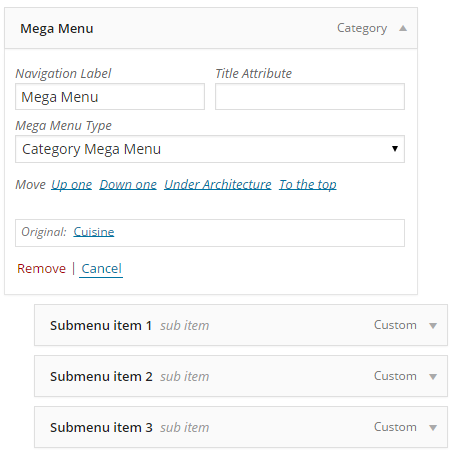 Mega Menu Category
Navigation Label Title Attribute
Mega Menu
Mega Menu Type
Category Mega Menu
Move Up one Down one Under Architecture To the top
Original: Cuisine
Remove | Cancel
Submenu item 1 sub item Custom
Submenu item 2 sub item Custom
Submenu item 3 sub item Custom